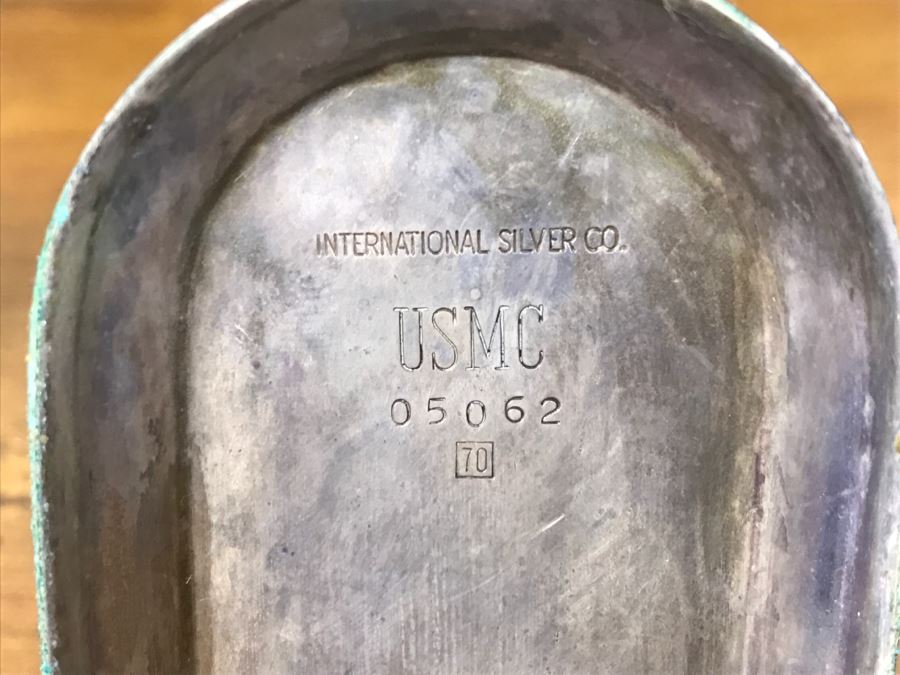 INTERNATIONAL SILVER CO.
USMC
05062
70